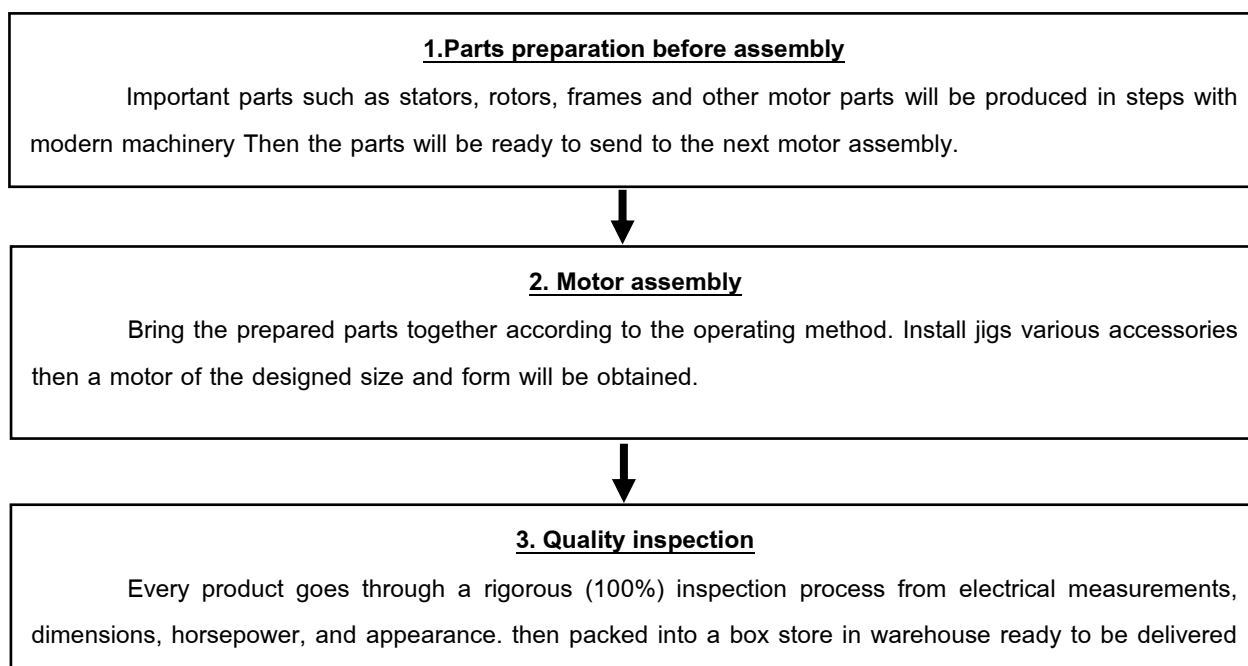 1.Parts preparation before assembly
Important parts such as stators, rotors, frames and other motor parts will be produced in steps with
modern machinery Then the parts will be ready to send to the next motor assembly.
2. Motor assembly
Bring the prepared parts together according to the operating method. Install jigs various accessories
then a motor of the designed size and form will be obtained.
3. Quality inspection
Every product goes through a rigorous (100%) inspection process from electrical measurements,
dimensions, horsepower, and appearance. then packed into a box store in warehouse ready to be delivered